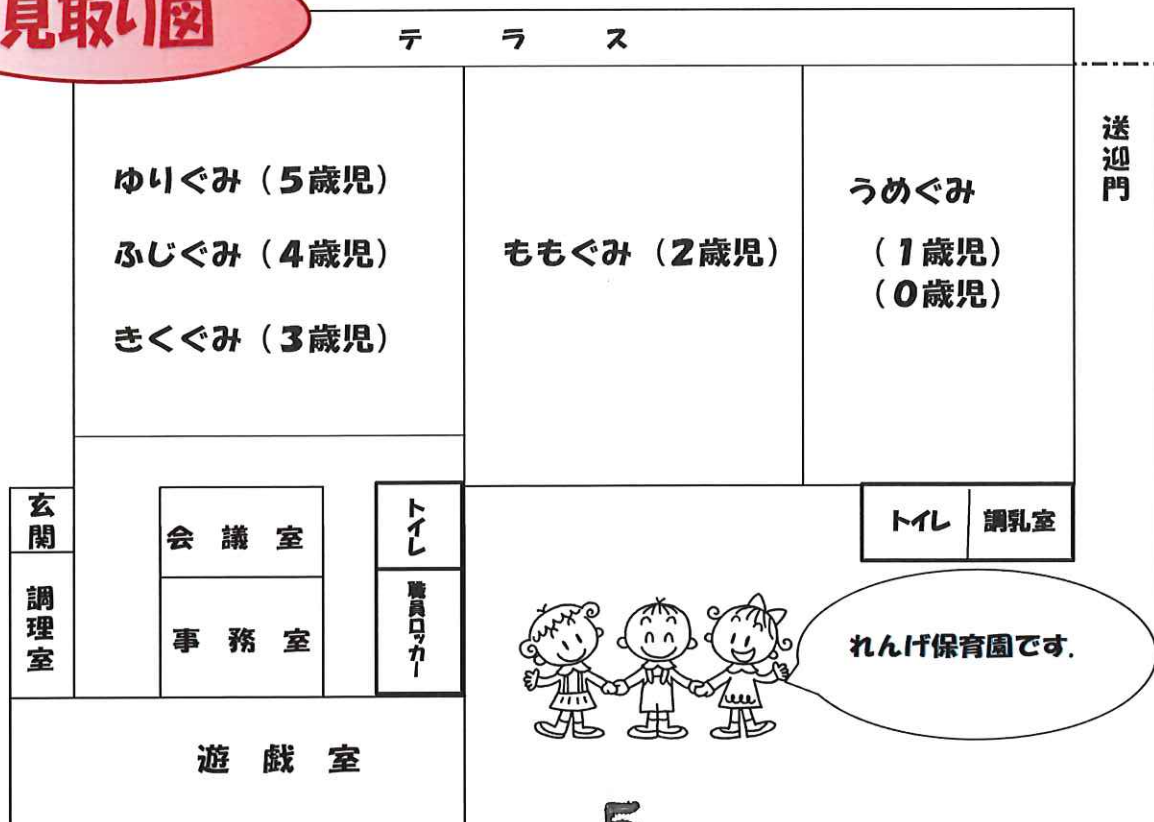 見取り図
テラス
送迎門
ゆりぐみ（5歳児）
ふじぐみ（4歳児）
きくぐみ（3歳児）
ももぐみ（2歳児）
うめぐみ
（1歳児）
（0歳児）
玄関
調理室
会議室
事務室
トイレ
職員ロッカー
トイレ
調乳室
れんげ保育園です.
遊戯室
5